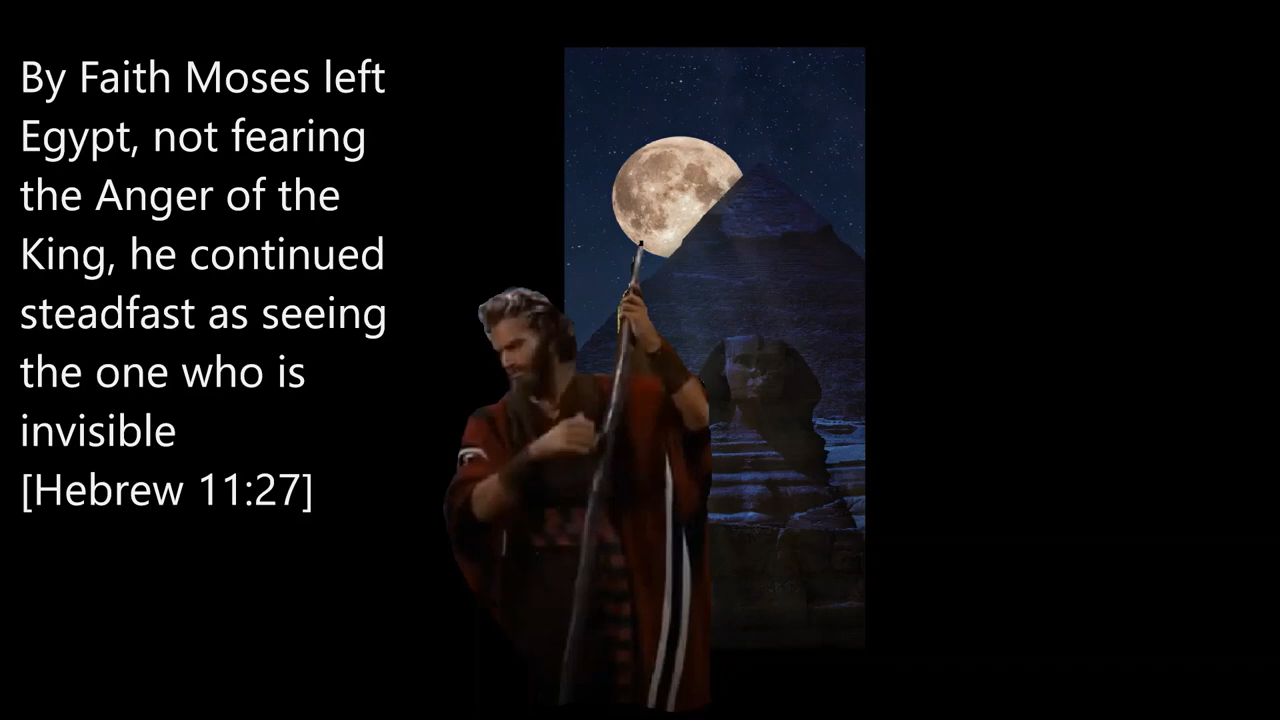 By Faith Moses left
Egypt, not fearing
the Anger of the
King, he continued
steadfast as seeing
the one who is
invisible
[Hebrew 11:27]